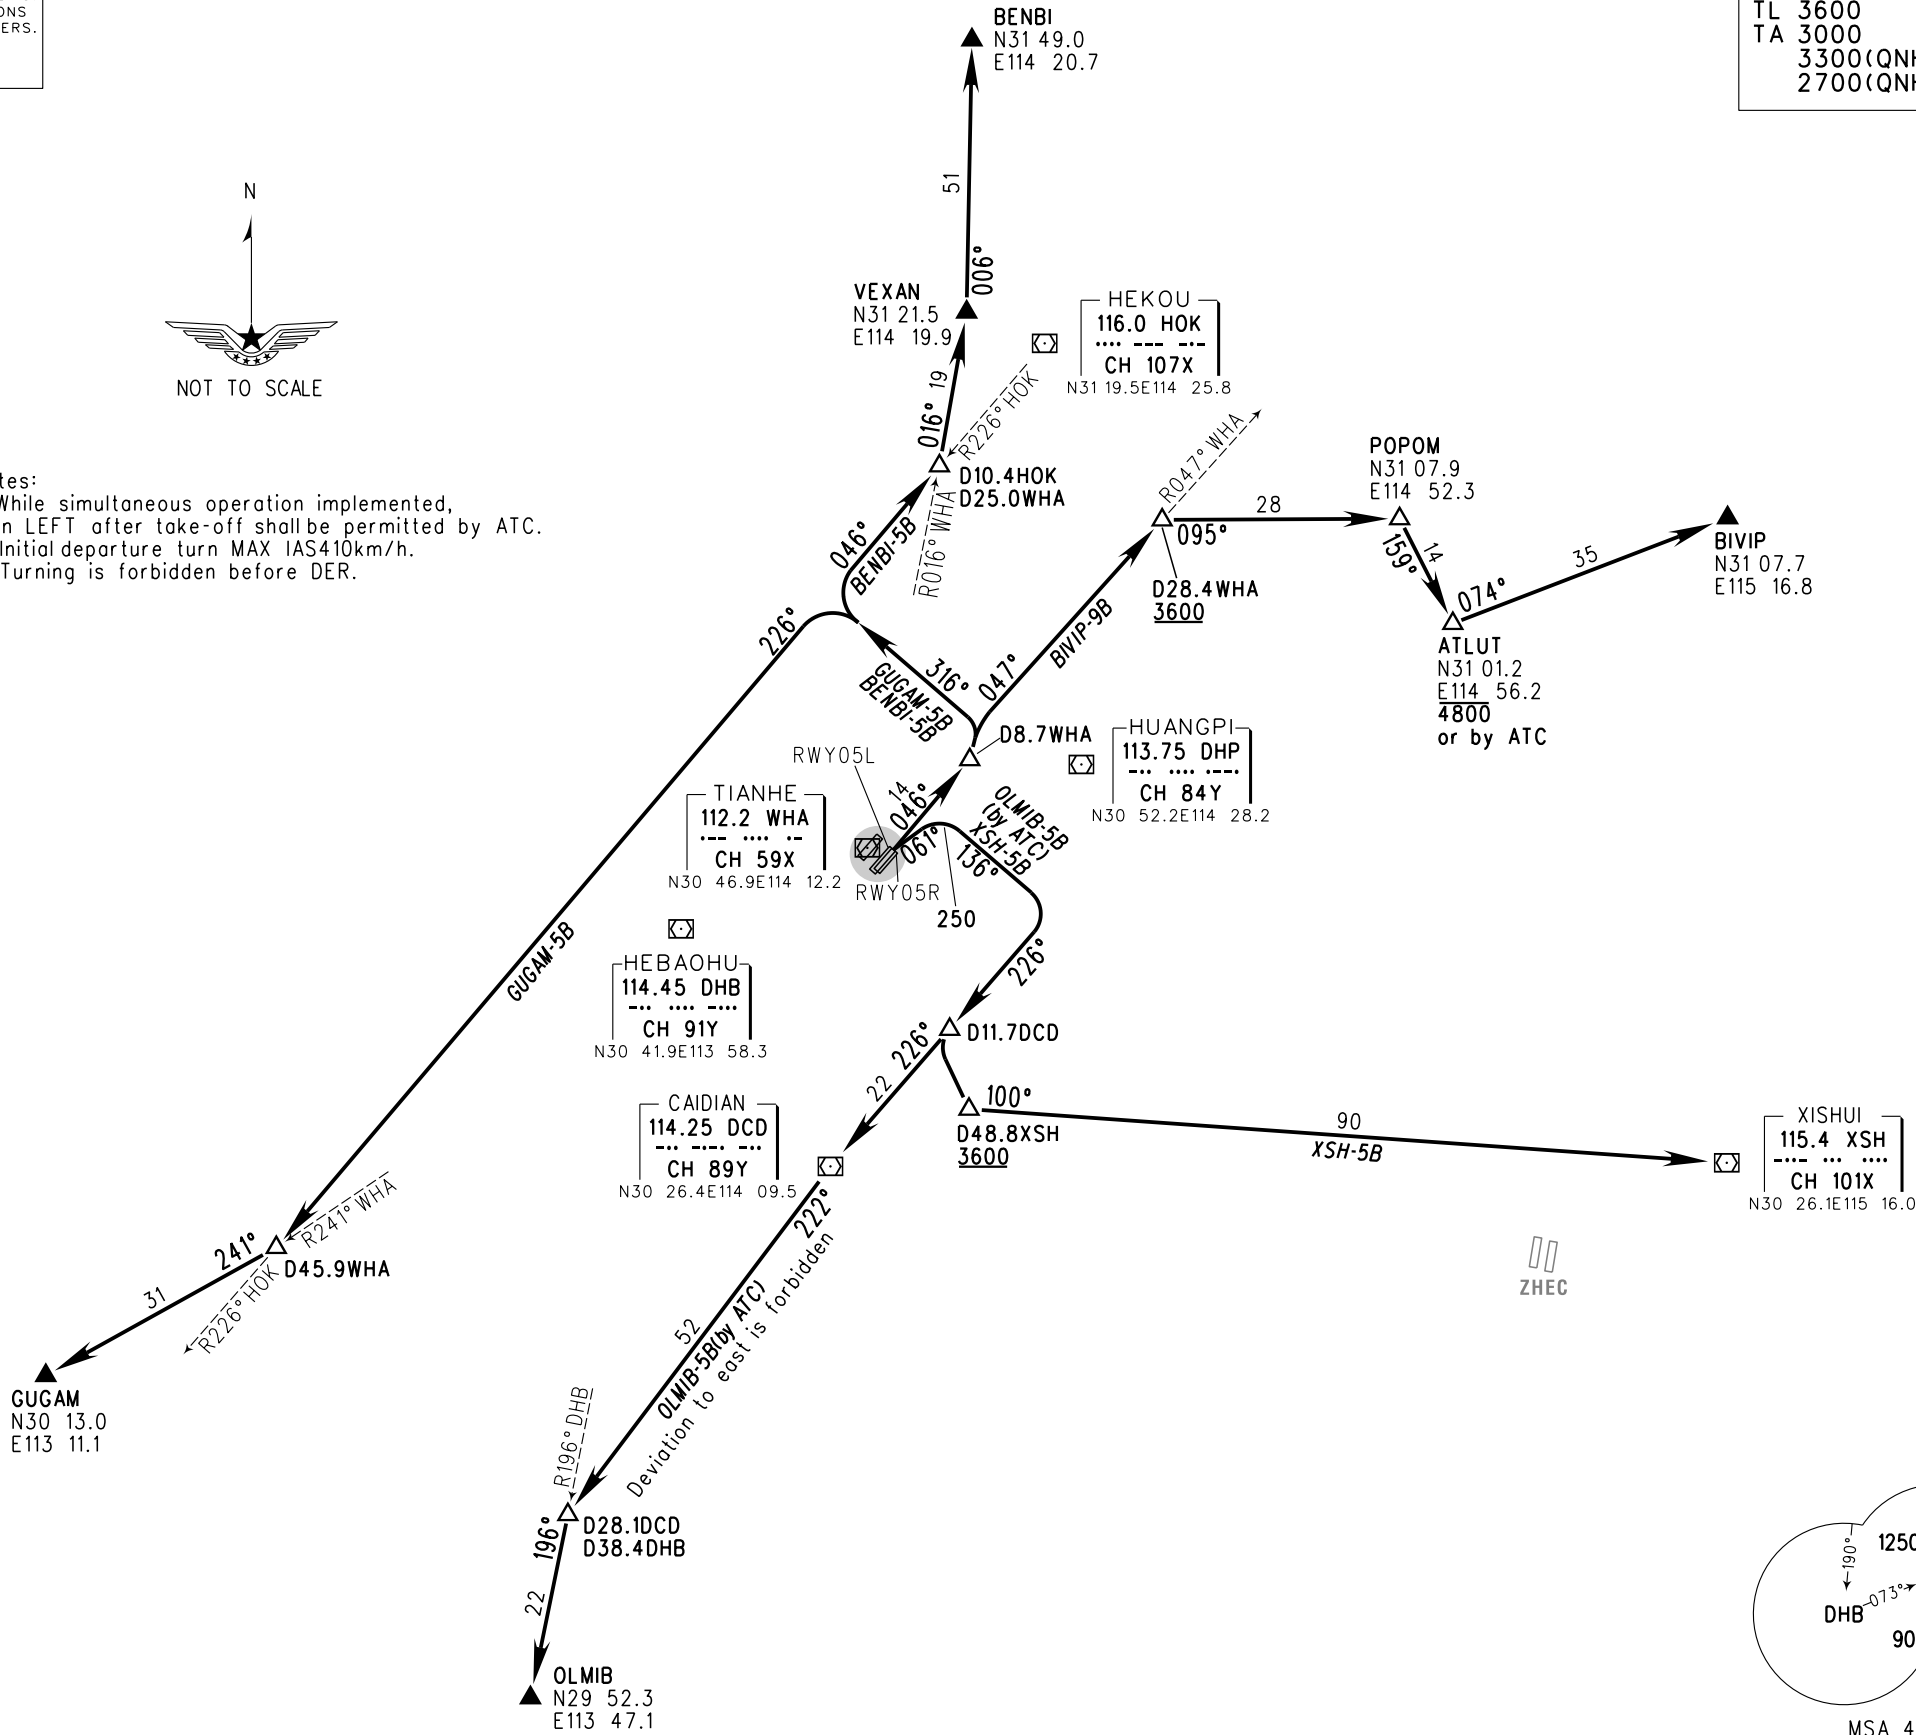 ONS
ERS.
TL 3600
TA 3000
3300(QNH
2700(QNH
BENBI
N31 49.0
E114 20.7
N
NOT TO SCALE
51
006°
VEXAN
N31 21.5
E114 19.9
HEKOU
116.0 HOK
CH 107X
N31 19.5E114 25.8
19
016°
R226° HOK
D10.4HOK
D25.0WHA
R016° WHA
046°
BENBI-5B
tes:
While simultaneous operation implemented,
n LEFT after take-off shall be permitted by ATC.
Initial departure turn MAX IAS410km/h.
Turning is forbidden before DER.
R047° WHA
28
095°
D28.4WHA
3600
POPOM
N31 07.9
E114 52.3
14
159°
074°
35
BIVIP
N31 07.7
E115 16.8
ATLUT
N31 01.2
E114 56.2
4800
or by ATC
226°
316°
GUGAM-5B
BENBI-5B
047°
BIVIP-9B
D8.7WHA
HUANGPI
113.75 DHP
CH 84Y
N30 52.2E114 28.2
RWY05L
TIANHE
112.2 WHA
CH 59X
N30 46.9E114 12.2
14
046°
061°
OLMIB-5B
(by ATC)
XSH-5B
136°
RWY05R
250
GUGAM-5B
HEBAOHU
114.45 DHB
CH 91Y
N30 41.9E113 58.3
226°
D11.7DCD
226°
22
CAIDIAN
114.25 DCD
CH 89Y
N30 26.4E114 09.5
100°
D48.8XSH
3600
90
XSH-5B
XISHUI
115.4 XSH
CH 101X
N30 26.1E115 16.0
222°
R241° WHA
241°
D45.9WHA
R226° HOK
31
GUGAM
N30 13.0
E113 11.1
52
OLMIB-5B(by ATC)
Deviation to east is forbidden
ZHEC
R196° DHB
D28.1DCD
D38.4DHB
196°
22
OLMIB
N29 52.3
E113 47.1
190°
1250
DHB
073°
90
MSA 4